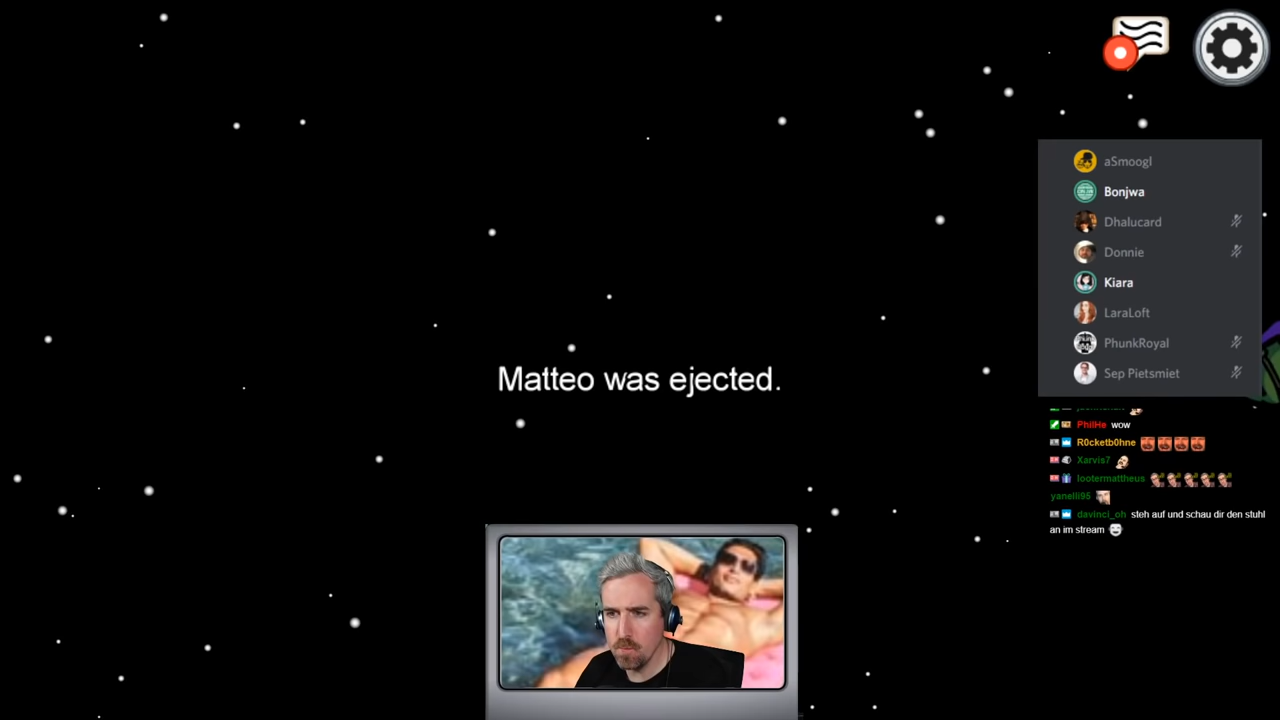 aSmoogl
Bonjwa
Dhalucard
Donnie
Kiara
LaraLoft
PhunkRoyal
Sep Pietsmiet
Matteo was ejected.
PhilHe wow
R0cketb0hne
Xarvis7
lootermattheus
yanelli95
davinci_oh steh auf und schau dir den stuhl
an im stream